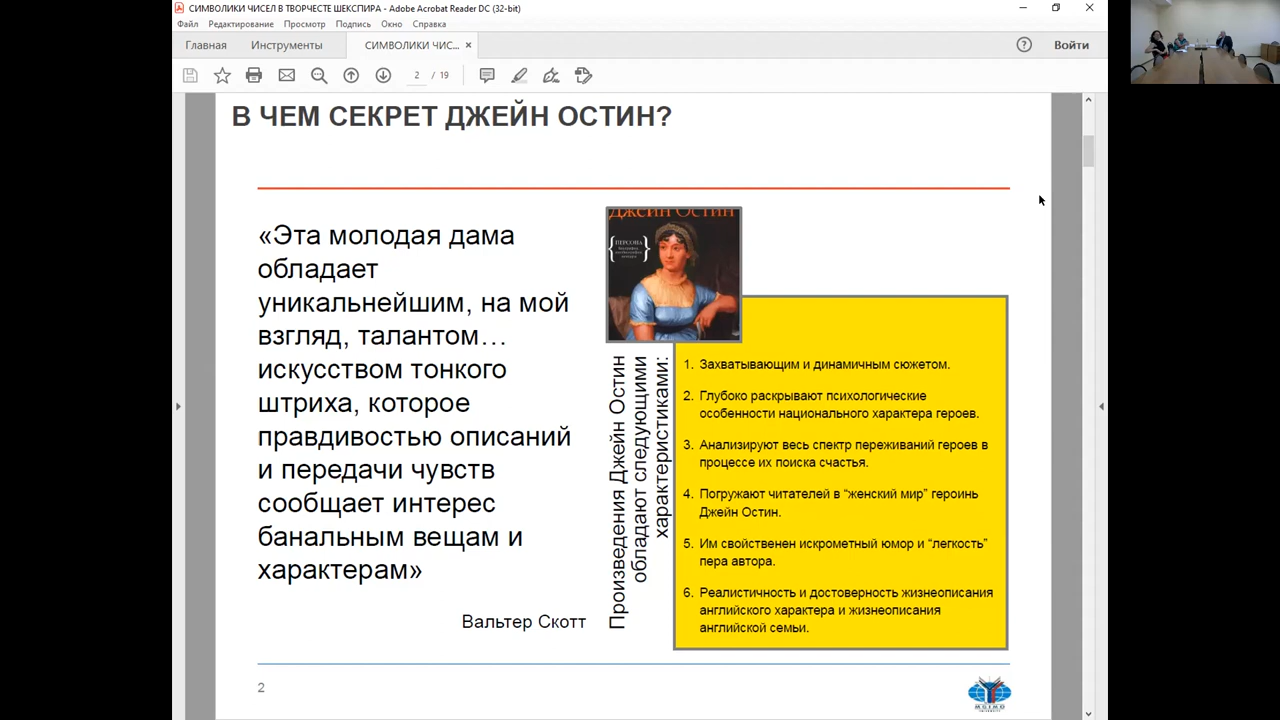 СИМВОЛИКИ ЧИСЕЛ В ТВОРЧЕСТЕ ШЕКСПИРА - Adobe Acrobat Reader DC (32-bit)
Файл Редактирование Просмотр Подпись Окно Справка
Главная Инструменты СИМВОЛИКИ ЧИС... × Войти
2 / 19
В ЧЕМ СЕКРЕТ ДЖЕЙН ОСТИН?
«Эта молодая дама
обладает
уникальнейшим, на мой
взгляд, талантом…
искусством тонкого
штриха, которое
правдивостью описаний
и передачи чувств
сообщает интерес
банальным вещам и
характерам»
Вальтер Скотт
Джейн Остин
ПЕРСОНА
Произведения Джейн Остин
обладают следующими
характеристиками:
1. Захватывающим и динамичным сюжетом.
2. Глубоко раскрывают психологические
особенности национального характера героев.
3. Анализируют весь спектр переживаний героев в
процессе их поиска счастья.
4. Погружают читателей в “женский мир” героинь
Джейн Остин.
5. Им свойственен искрометный юмор и “легкость”
пера автора.
6. Реалистичность и достоверность жизнеописания
английского характера и жизнеописания
английской семьи.
2
MGIMO
UNIVERSITY